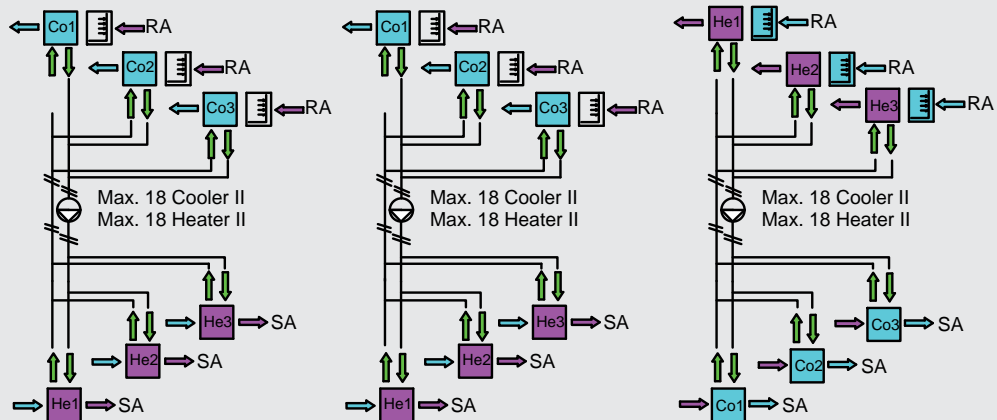 Co1 RA
Co2 RA
Co3 RA
Max. 18 Cooler II
Max. 18 Heater II
He3 SA
He2 SA
He1 SA
Co1 RA
Co2 RA
Co3 RA
Max. 18 Cooler II
Max. 18 Heater II
He3 SA
He2 SA
He1 SA
He1 RA
He2 RA
He3 RA
Max. 18 Cooler II
Max. 18 Heater II
Co3 SA
Co2 SA
Co1 SA